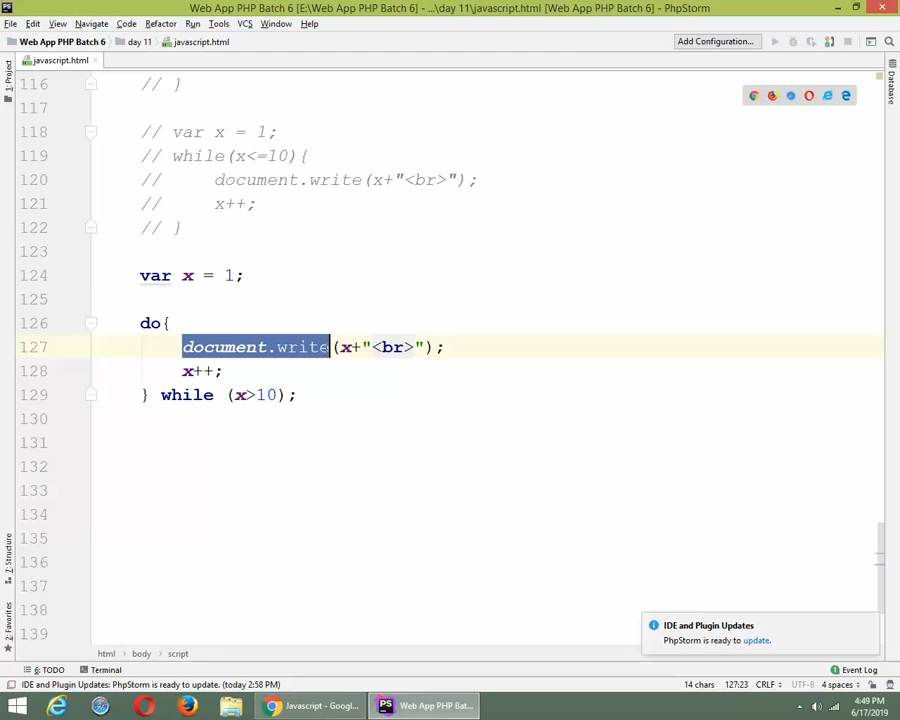 Web App PHP Batch 6 [E:\Web App PHP Batch 6] - ...\day 11\javascript.html [Web App PHP Batch 6] - PhpStorm
File Edit View Navigate Code Refactor Run Tools VCS Window Help
Web App PHP Batch 6 day 11 javascript.html Add Configuration...
javascript.html
1: Project
Database
116 // }
117
118 // var x = 1;
119 // while(x<=10){
120 // document.write(x+"<br>");
121 // x++;
122 // }
123
124 var x = 1;
125
126 do{
127 document.write(x+"<br>");
128 x++;
129 } while (x>10);
130
131
132
133
134
135
136
137
138
139
7: Structure
2: Favorites
IDE and Plugin Updates
PhpStorm is ready to update.
html body script
6: TODO Terminal Event Log
IDE and Plugin Updates: PhpStorm is ready to update. (today 2:58 PM) 14 chars 127:23 CRLF UTF-8 4 spaces
Javascript - Googl... Web App PHP Bat... 4:49 PM
6/17/2019